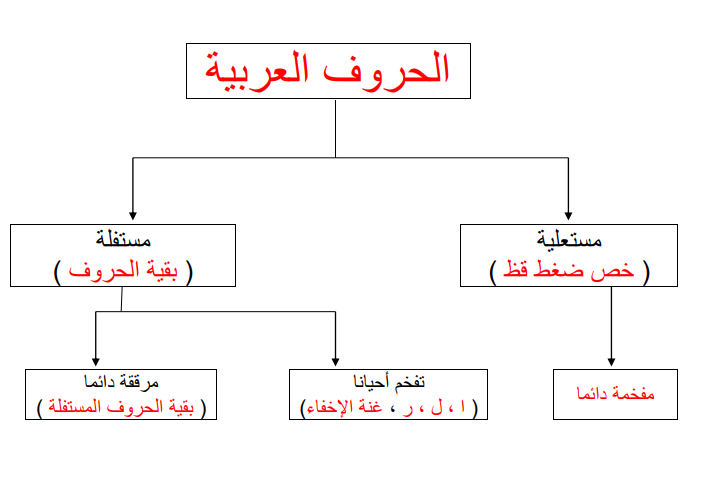 الحروف العربية
مستعلية
( خص ضغط قظ )
مستفلة
( بقية الحروف )
مفخمة دائما
تفخم أحيانا
( ا ، ل ، ر ، غنة الإخفاء)
مرققة دائما
( بقية الحروف المستفلة )